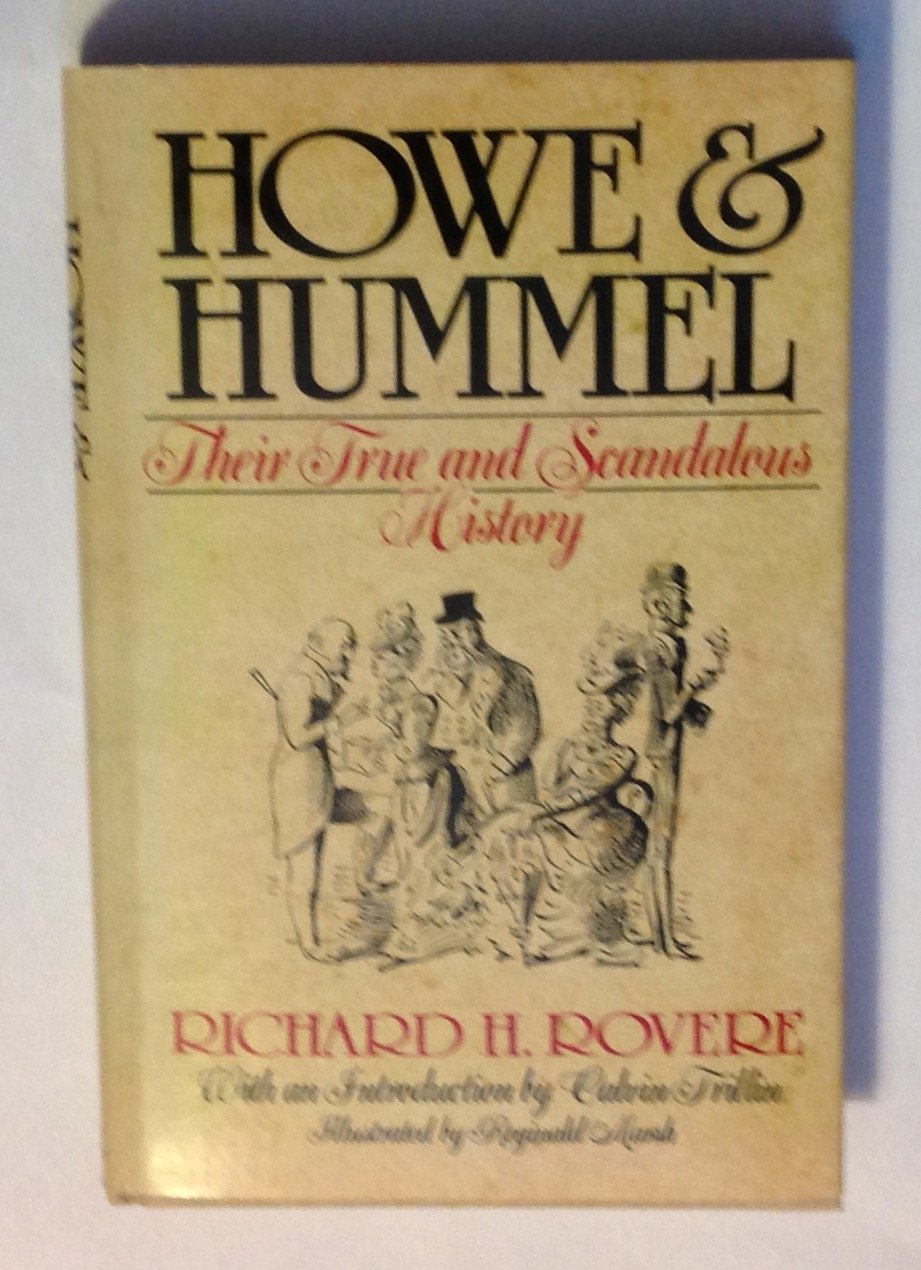 HOWE &
HUMMEL
Their True and Scandalous
History
RICHARD H. ROVERE
With an Introduction by Calvin Trillin
Illustrated by Reginald Marsh
HOWE &